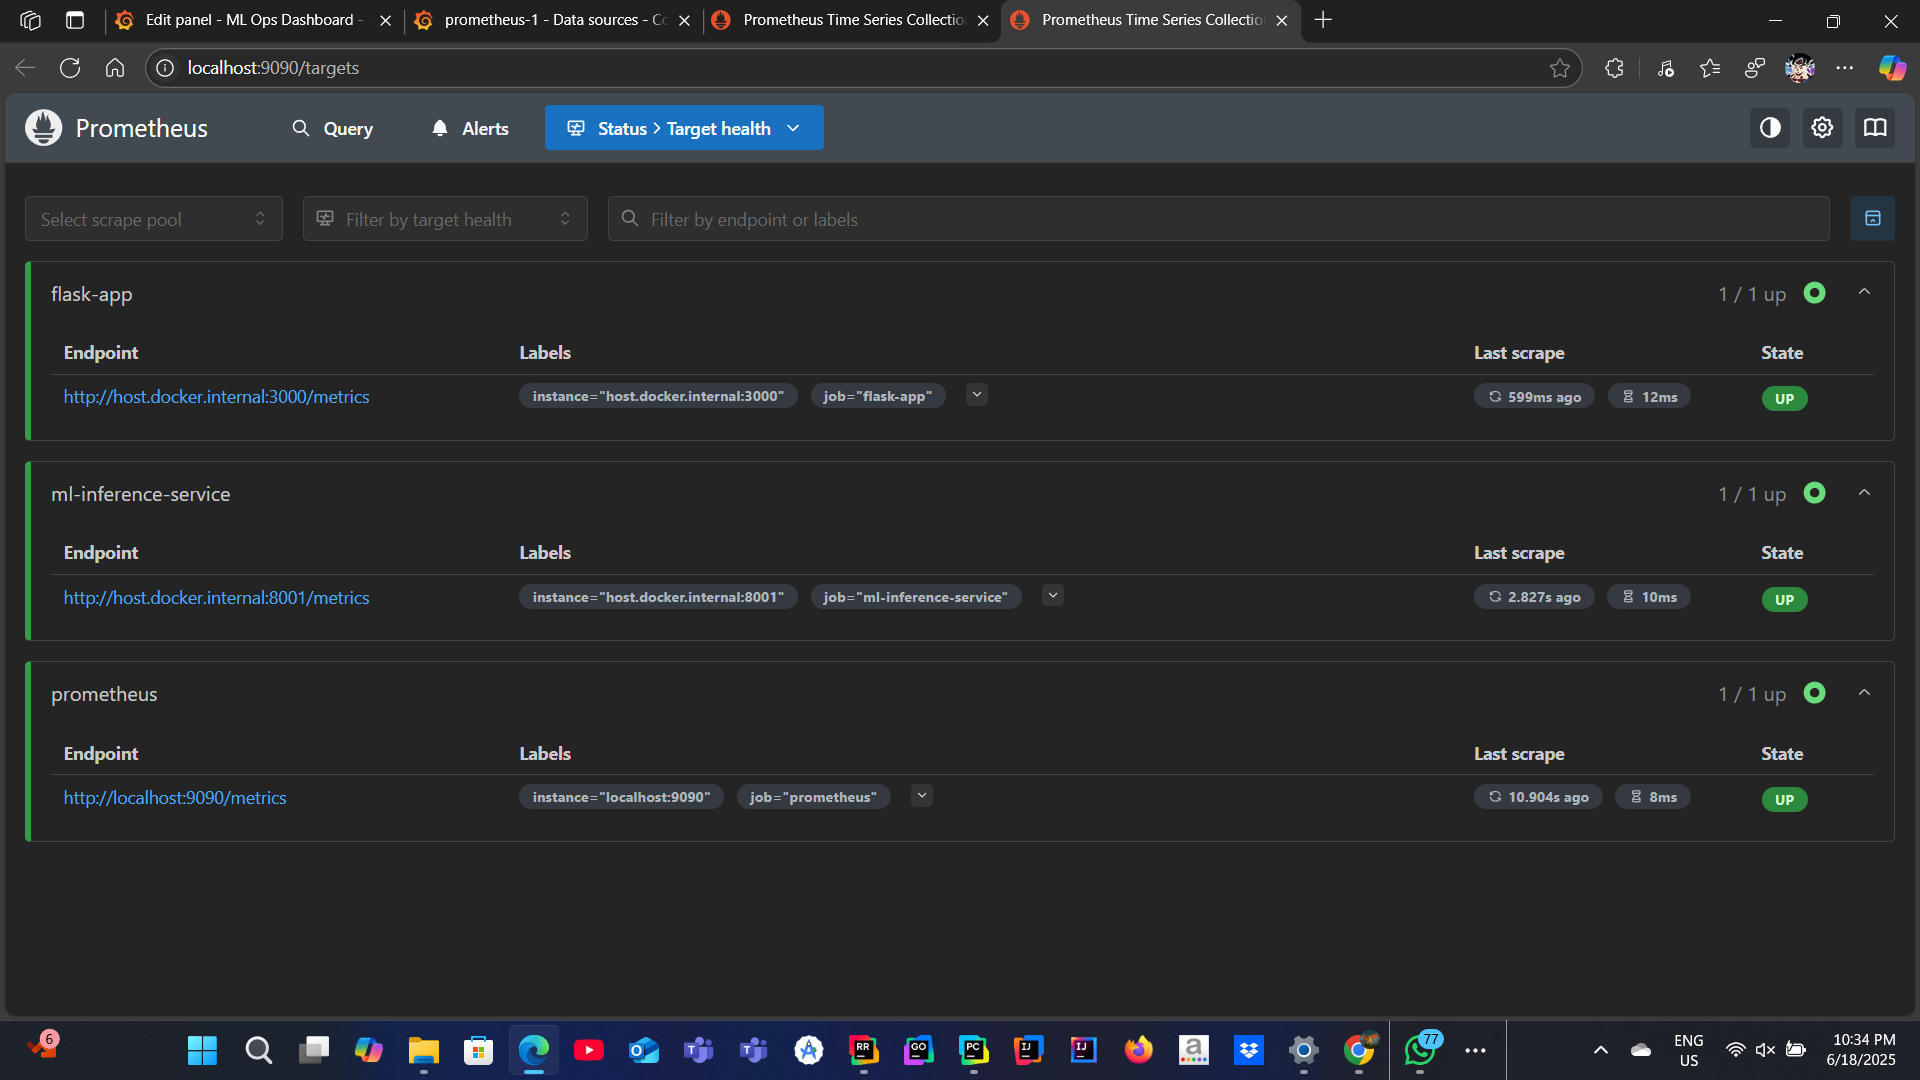 Edit panel - ML Ops Dashboard -
prometheus-1 - Data sources - Co
Prometheus Time Series Collectio
Prometheus Time Series Collectio
localhost:9090/targets
Prometheus
Query
Alerts
Status > Target health
Select scrape pool
Filter by target health
Filter by endpoint or labels
flask-app
1 / 1 up
Endpoint Labels Last scrape State
http://host.docker.internal:3000/metrics instance="host.docker.internal:3000" job="flask-app" 599ms ago 12ms UP
ml-inference-service
1 / 1 up
Endpoint Labels Last scrape State
http://host.docker.internal:8001/metrics instance="host.docker.internal:8001" job="ml-inference-service" 2.827s ago 10ms UP
prometheus
1 / 1 up
Endpoint Labels Last scrape State
http://localhost:9090/metrics instance="localhost:9090" job="prometheus" 10.904s ago 8ms UP
6
RR
GO
PC
IJ
IJ
a
77
ENG
US
10:34 PM
6/18/2025